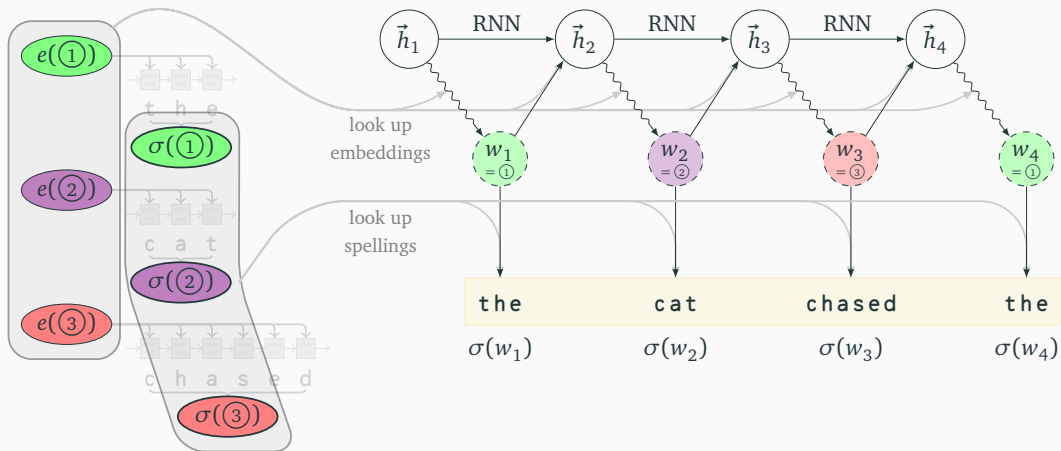 e(①)
t h e
σ(①)
e(②)
c a t
σ(②)
e(③)
c h a s e d
σ(③)
h⃗₁ RNN h⃗₂ RNN h⃗₃ RNN h⃗₄
look up
embeddings
w₁ w₂ w₃ w₄
=① =② =③ =①
look up
spellings
the cat chased the
σ(w₁) σ(w₂) σ(w₃) σ(w₄)